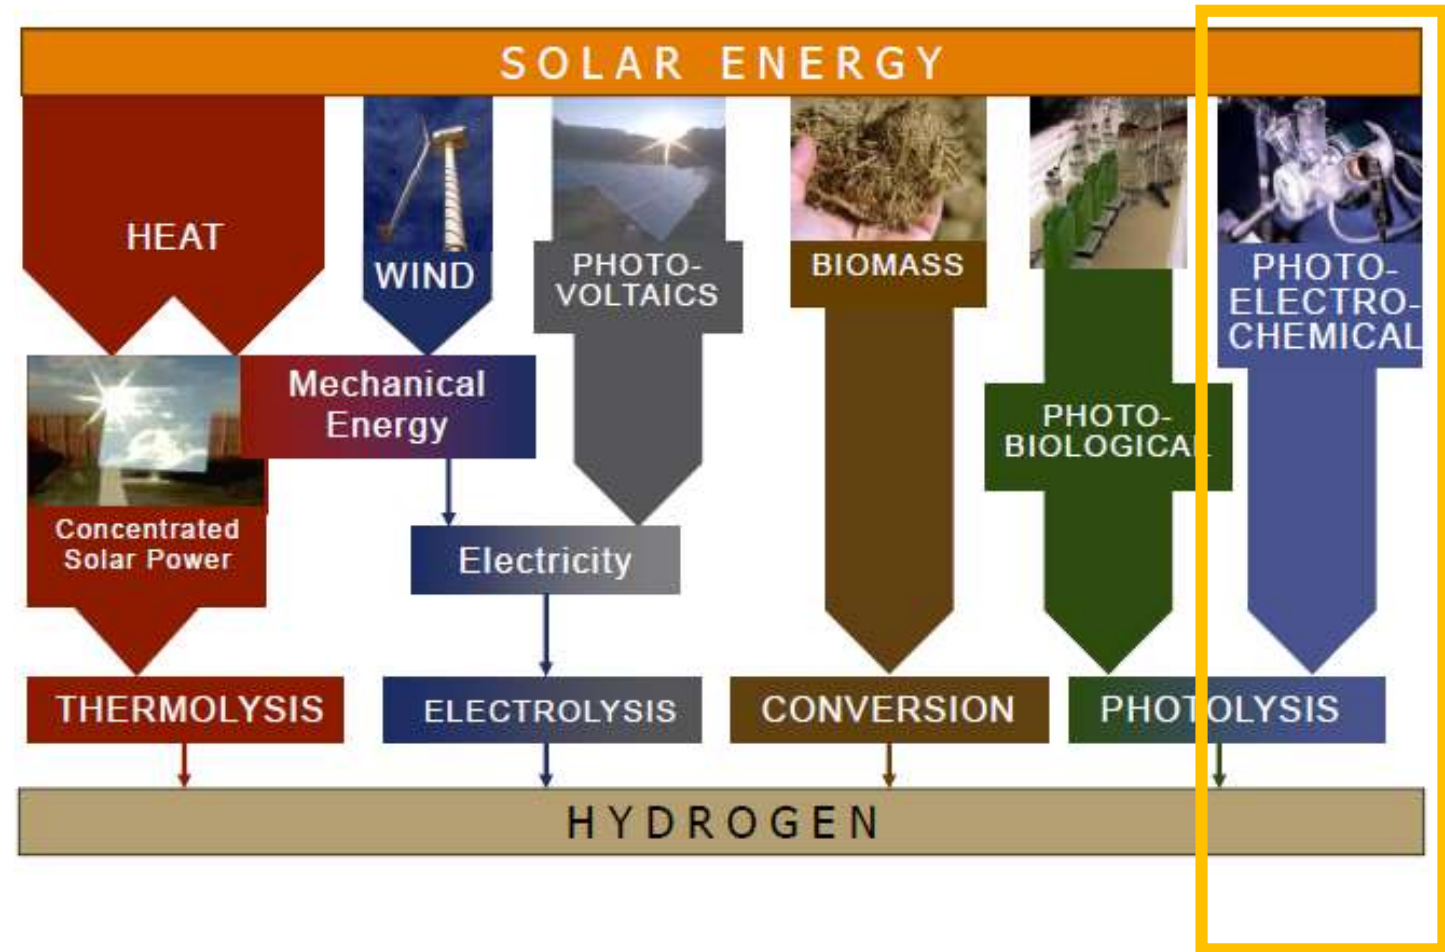 SOLAR ENERGY
HEAT
WIND
PHOTO-
VOLTAICS
BIOMASS
PHOTO-
ELECTRO-
CHEMICAL
Mechanical
Energy
PHOTO-
BIOLOGICAL
Concentrated
Solar Power
Electricity
THERMOLYSIS
ELECTROLYSIS
CONVERSION
PHOTOLYSIS
HYDROGEN